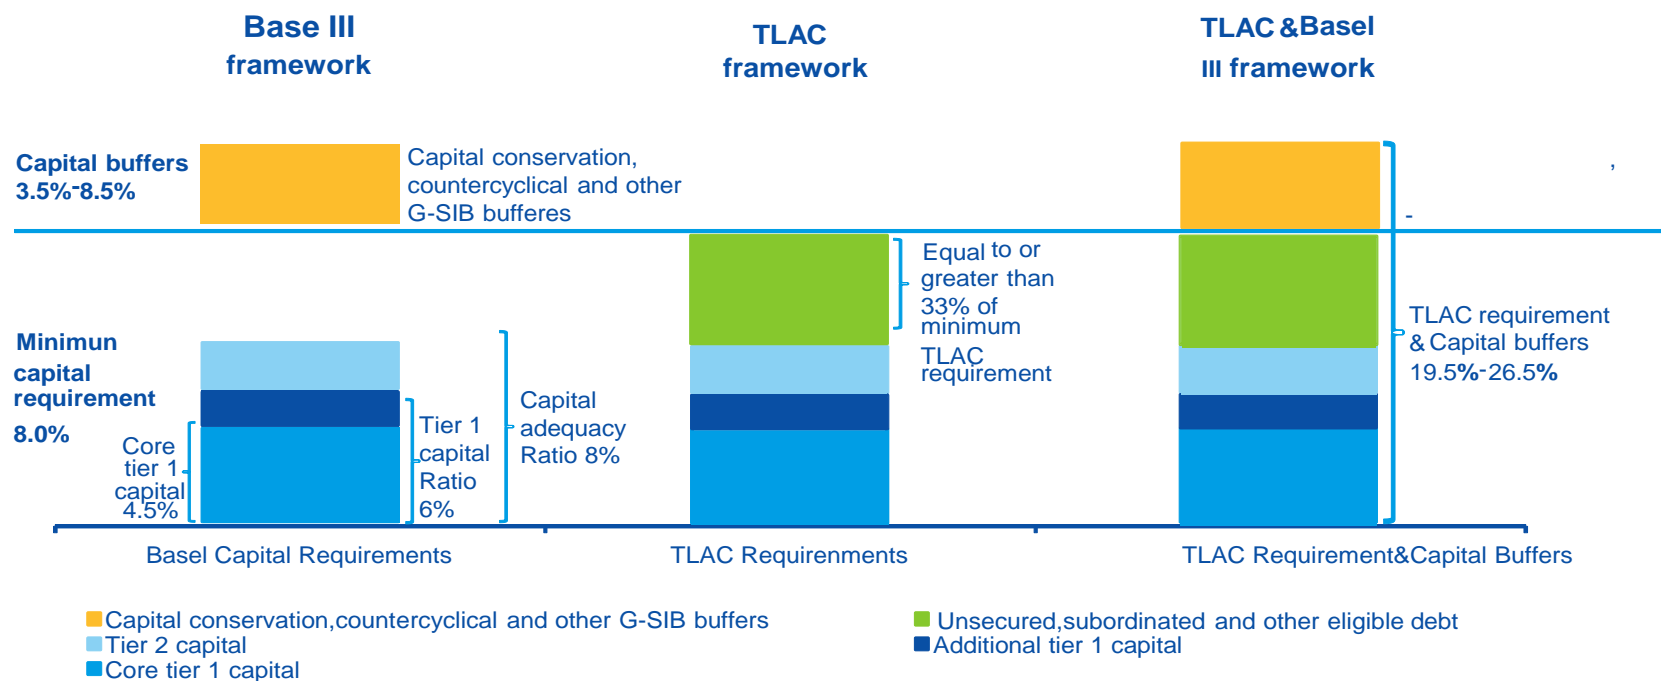 Base III
framework
TLAC
framework
TLAC &Basel
III framework
Capital buffers
3.5%-8.5%
Capital conservation,
countercyclical and other
G-SIB bufferes
,
-
Equal to or
greater than
33% of
minimum
TLAC
requirement
Minimun
capital
requirement
8.0%
Core
tier 1
capital
4.5%
Tier 1
capital
Ratio
6%
Capital
adequacy
Ratio 8%
TLAC requirement
& Capital buffers
19.5%-26.5%
Basel Capital Requirements
TLAC Requirenments
TLAC Requirement&Capital Buffers
Capital conservation,countercyclical and other G-SIB buffers
Unsecured,subordinated and other eligible debt
Tier 2 capital
Additional tier 1 capital
Core tier 1 capital